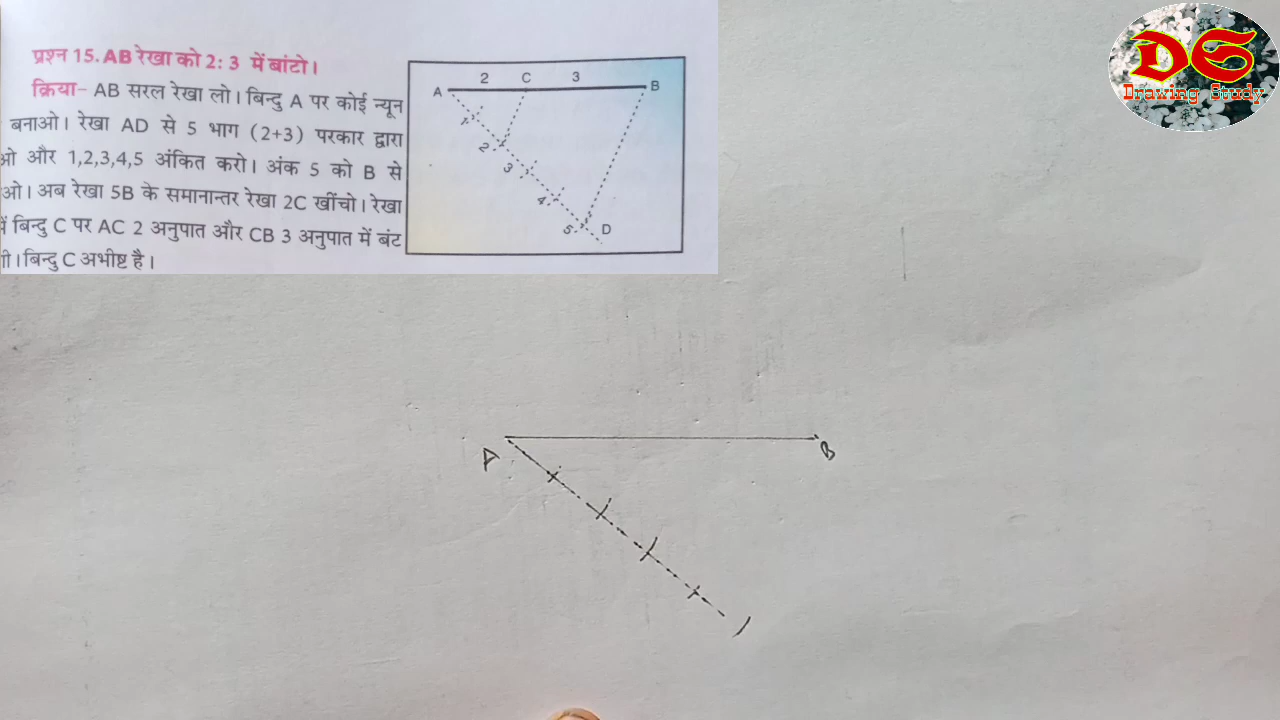 प्रश्न 15. AB रेखा को 2: 3 में बांटो।
क्रिया– AB सरल रेखा लो। बिन्दु A पर कोई न्यून
बनाओ। रेखा AD से 5 भाग (2+3) परकार द्वारा
ओ और 1,2,3,4,5 अंकित करो। अंक 5 को B से
ओ। अब रेखा 5B के समानान्तर रेखा 2C खींचो। रेखा
में बिन्दु C पर AC 2 अनुपात और CB 3 अनुपात में बंट
गी। बिन्दु C अभीष्ट है।
A 2 C 3 B
1
2
3
4
5 D
DS
Drawing Study
A B